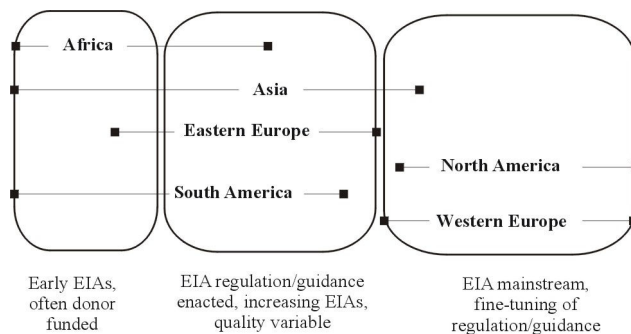 Africa
Asia
Eastern Europe
North America
South America
Western Europe
Early EIAs,
often donor
funded
EIA regulation/guidance
enacted, increasing EIAs,
quality variable
EIA mainstream,
fine-tuning of
regulation/guidance